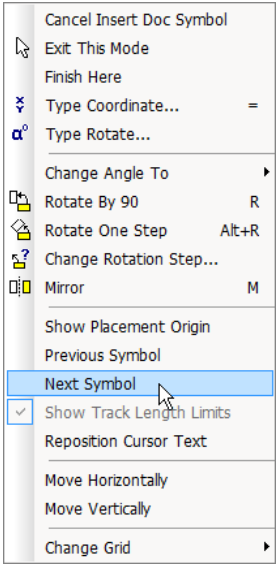 Cancel Insert Doc Symbol
Exit This Mode
Finish Here
X Y Type Coordinate... =
α° Type Rotate...
Change Angle To
Rotate By 90 R
Rotate One Step Alt+R
? Change Rotation Step...
Mirror M
Show Placement Origin
Previous Symbol
Next Symbol
Show Track Length Limits
Reposition Cursor Text
Move Horizontally
Move Vertically
Change Grid